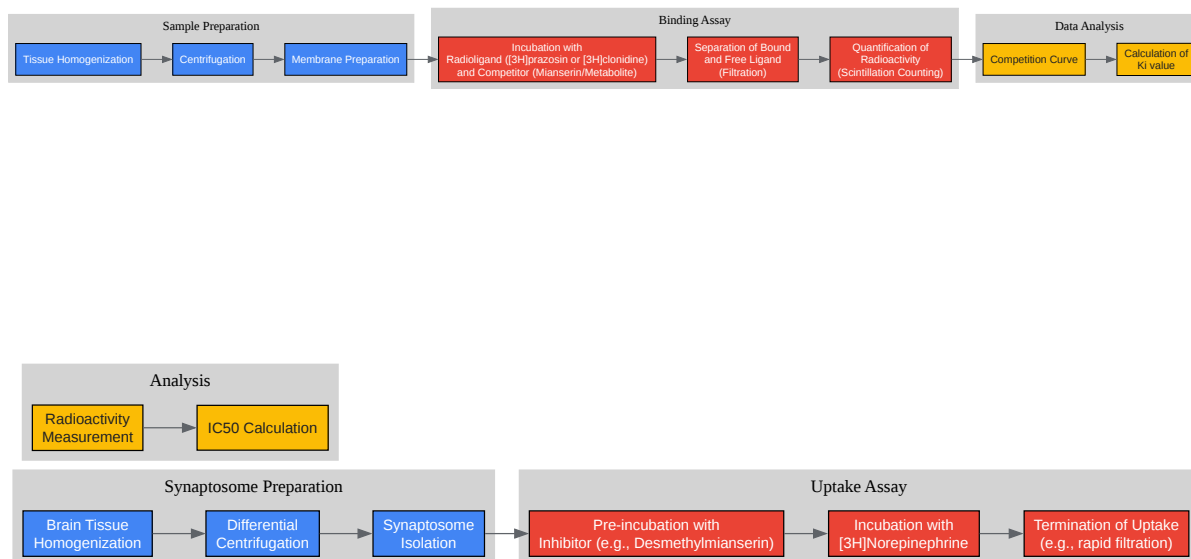 Sample Preparation
Tissue Homogenization
Centrifugation
Membrane Preparation
Binding Assay
Incubation with
Radioligand ([3H]prazosin or [3H]clonidine)
and Competitor (Mianserin/Metabolite)
Separation of Bound
and Free Ligand
(Filtration)
Quantification of
Radioactivity
(Scintillation Counting)
Data Analysis
Competition Curve
Calculation of
Ki value
Analysis
Radioactivity
Measurement
IC50 Calculation
Synaptosome Preparation
Brain Tissue
Homogenization
Differential
Centrifugation
Synaptosome
Isolation
Uptake Assay
Pre-incubation with
Inhibitor (e.g., Desmethylmianserin)
Incubation with
[3H]Norepinephrine
Termination of Uptake
(e.g., rapid filtration)